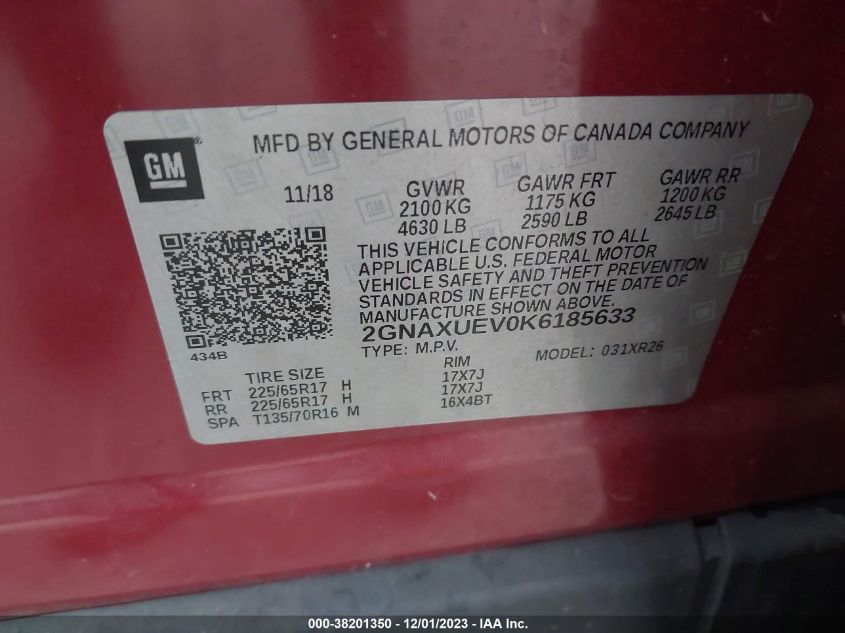 GM
MFD BY GENERAL MOTORS OF CANADA COMPANY
11/18 GVWR GAWR FRT GAWR RR
2100 KG 1175 KG 1200 KG
4630 LB 2590 LB 2645 LB
THIS VEHICLE CONFORMS TO ALL
APPLICABLE U.S. FEDERAL MOTOR
VEHICLE SAFETY AND THEFT PREVENTION
STANDARDS IN EFFECT ON THE DATE OF
MANUFACTURE SHOWN ABOVE.
2GNAXUEV0K6185633
434B
TYPE: M.P.V. MODEL: 031XR26
TIRE SIZE RIM
FRT 225/65R17 H 17X7J
RR 225/65R17 H 17X7J
SPA T135/70R16 M 16X4BT
000-38201350 - 12/01/2023 - IAA Inc.